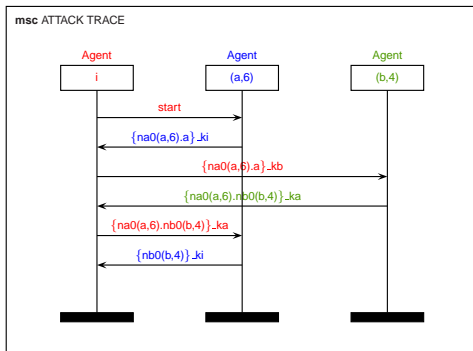 msc ATTACK TRACE
Agent Agent Agent
i (a,6) (b,4)
start
{na0(a,6).a}_ki
{na0(a,6).a}_kb
{na0(a,6).nb0(b,4)}_ka
{na0(a,6).nb0(b,4)}_ka
{nb0(b,4)}_ki